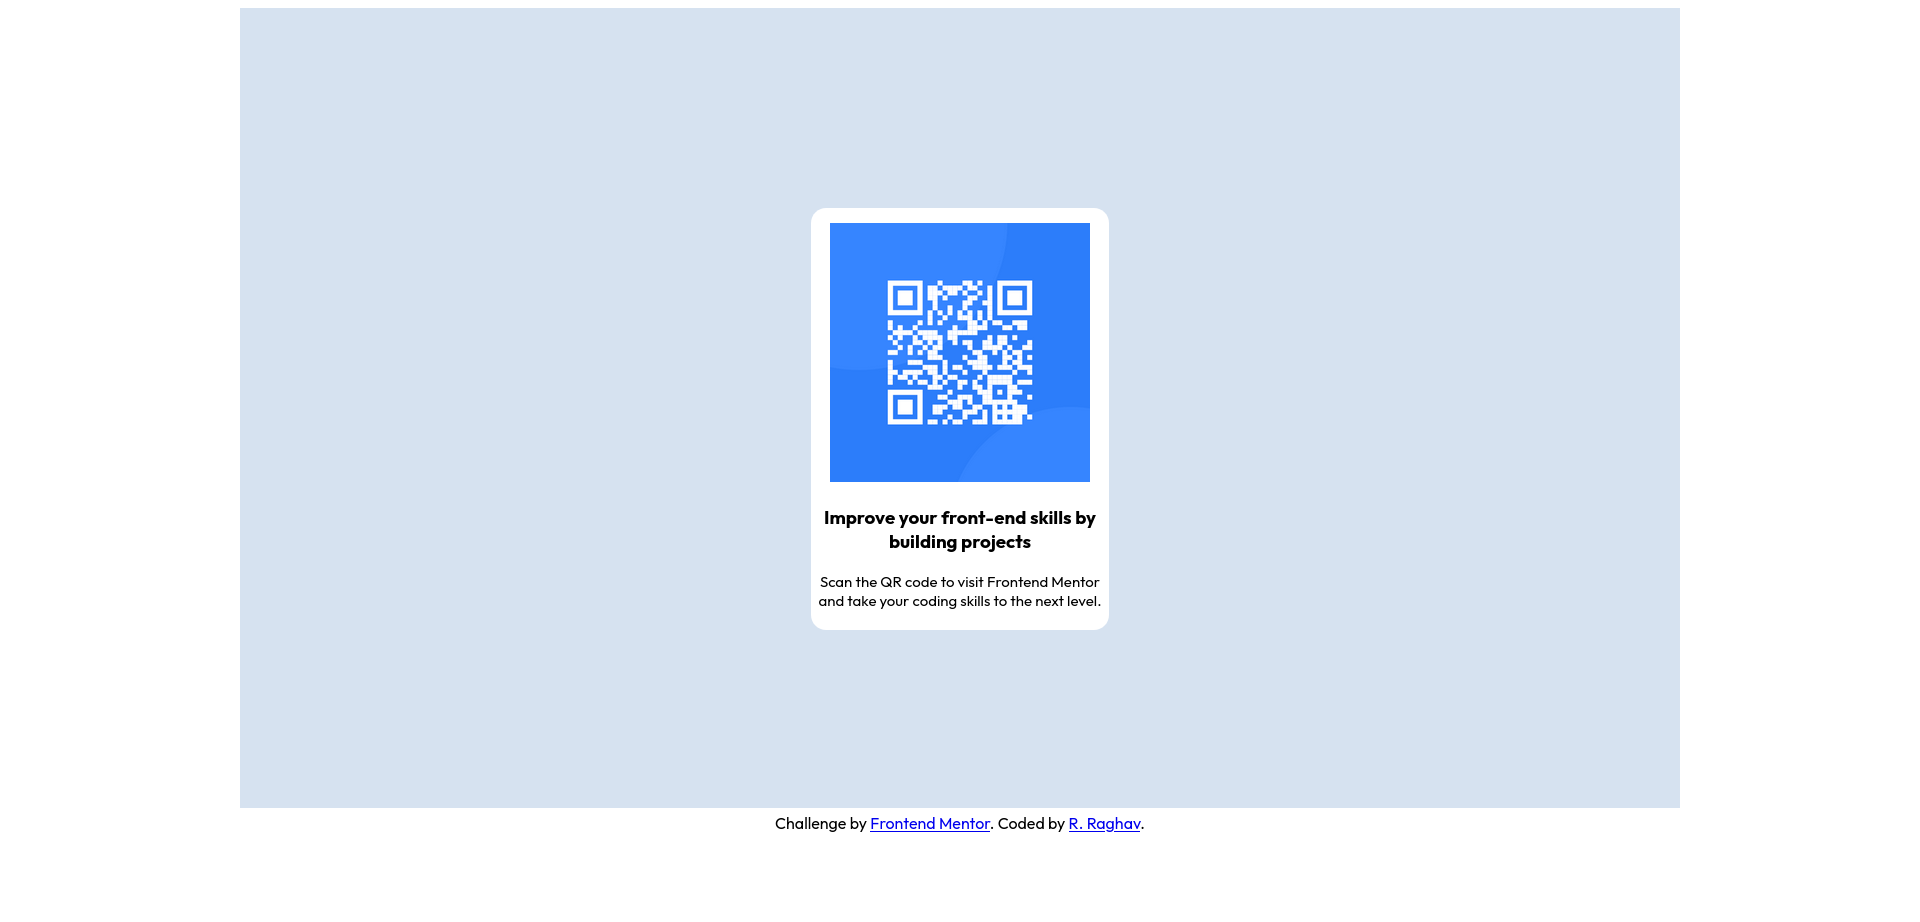 Improve your front-end skills by
building projects
Scan the QR code to visit Frontend Mentor
and take your coding skills to the next level.
Challenge by Frontend Mentor. Coded by R. Raghav.